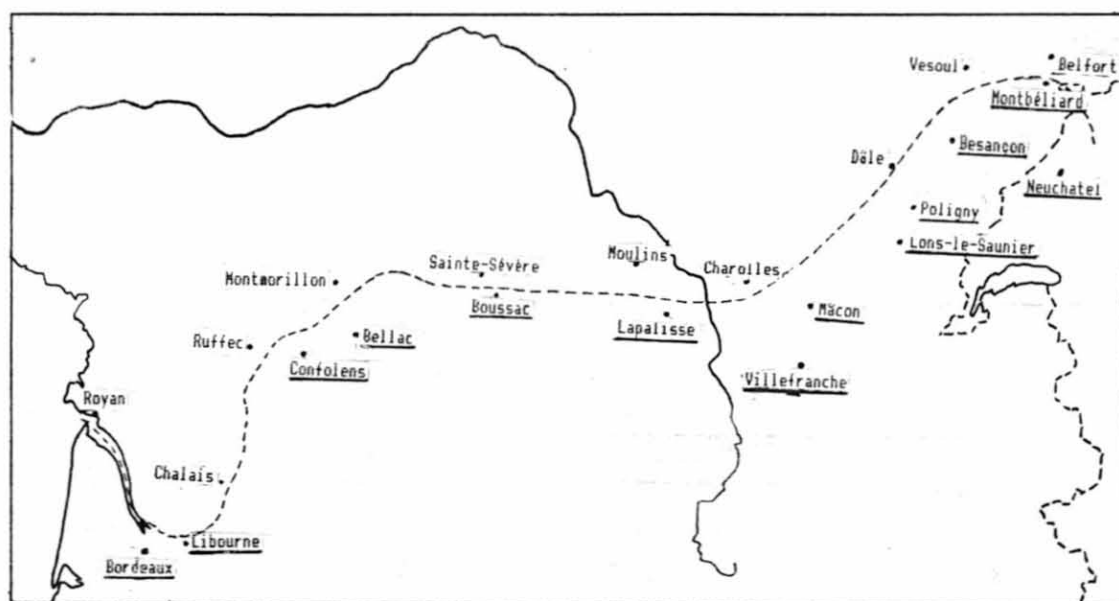 Vesoul
Belfort
Montbéliard
Besançon
Dâle
Neuchatel
Poligny
Lons-le-Saunier
Moulins
Sainte-Sévère
Charolles
Montmorillon
Boussac
Mâcon
Lapalisse
Bellac
Ruffec
Confolens
Villefranche
Royan
Chalais
Libourne
Bordeaux